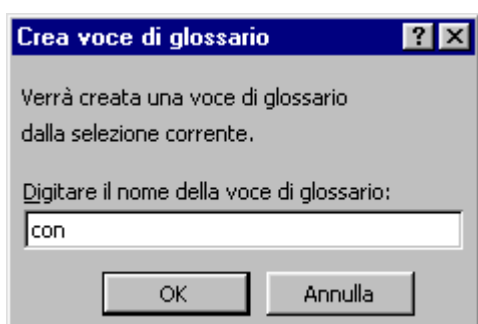 Crea voce di glossario
Verrà creata una voce di glossario
dalla selezione corrente.
Digitare il nome della voce di glossario:
con
OK Annulla